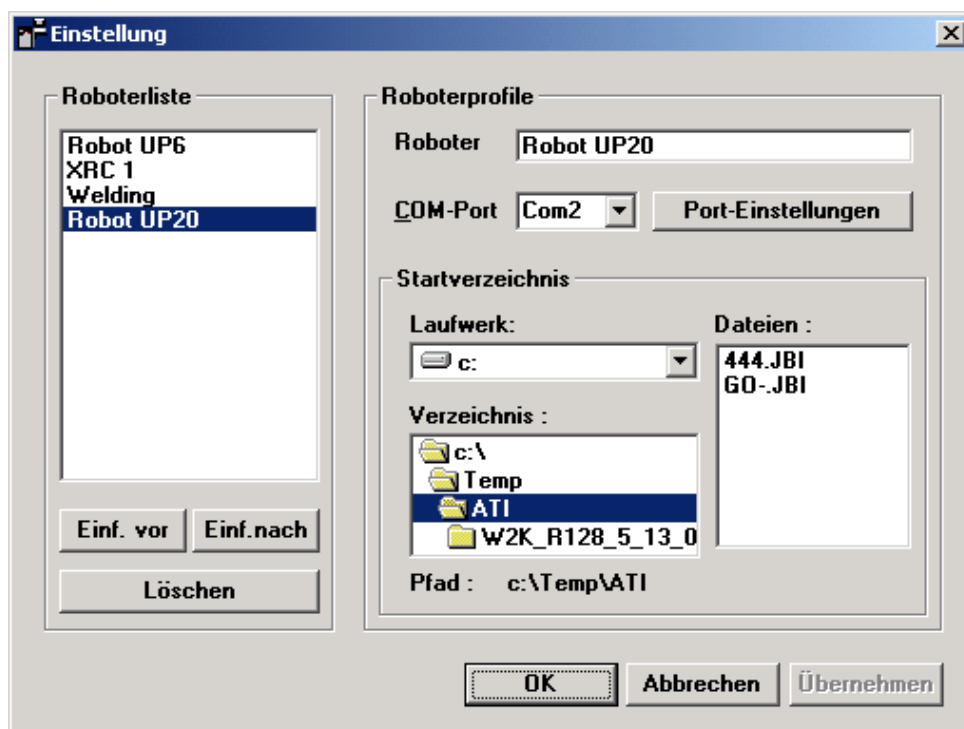 Einstellung
Roboterliste
Robot UP6
XRC 1
Welding
Robot UP20
Einf. vor
Einf.nach
Löschen
Roboterprofile
Roboter
Robot UP20
COM-Port
Com2
Port-Einstellungen
Startverzeichnis
Laufwerk:
c:
Verzeichnis :
c:\
Temp
ATI
W2K_R128_5_13_0
Pfad : c:\Temp\ATI
Dateien :
444.JBI
GO-.JBI
OK
Abbrechen
Übernehmen